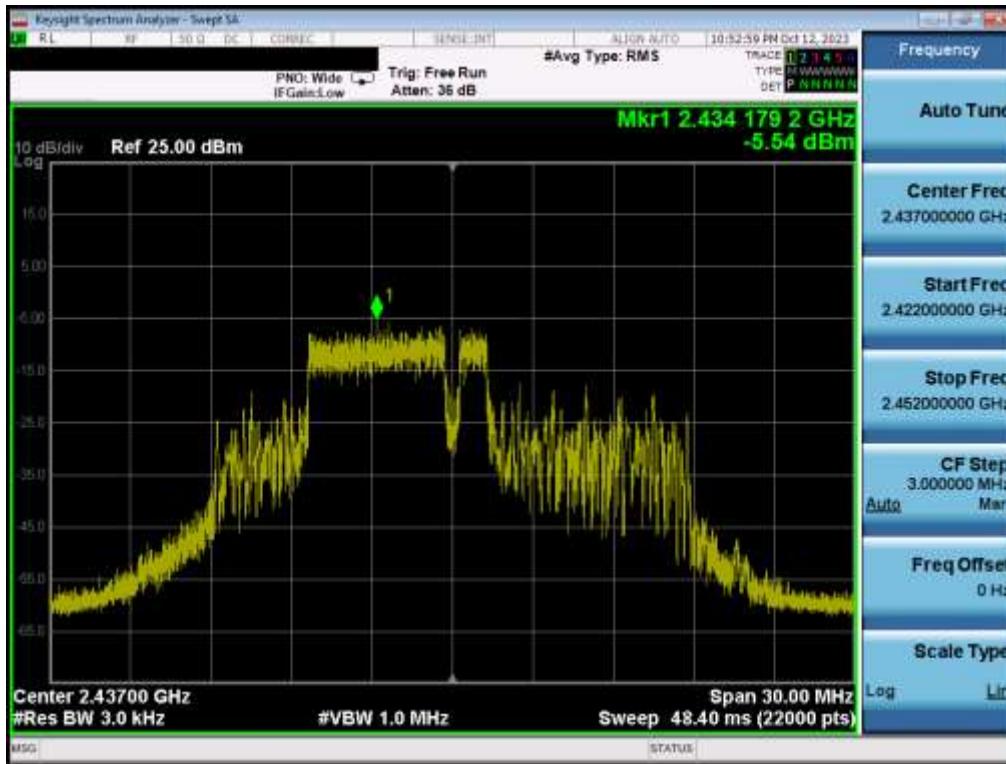 Keysight Spectrum Analyzer - Swept SA
RL RF 50 Ω DC CORREC SENSE:INT ALIGN AUTO 10:52:59 PM Oct 12, 2023
Frequency
#Avg Type: RMS
TRACE 1 2 3 4 5 6
PNO: Wide Trig: Free Run
TYPE M WWWWW
IFGain:Low Atten: 36 dB
DET P N N N N N
Mkr1 2.434 179 2 GHz
-5.54 dBm
10 dB/div Ref 25.00 dBm
Log
15.0
5.00
-5.00
-15.0
-25.0
-35.0
-45.0
-55.0
-65.0
1
Center 2.43700 GHz Span 30.00 MHz
#Res BW 3.0 kHz #VBW 1.0 MHz Sweep 48.40 ms (22000 pts)
MSG STATUS
Auto Tune
Center Freq
2.437000000 GHz
Start Freq
2.422000000 GHz
Stop Freq
2.452000000 GHz
CF Step
3.000000 MHz
Auto Man
Freq Offset
0 Hz
Scale Type
Log Lin